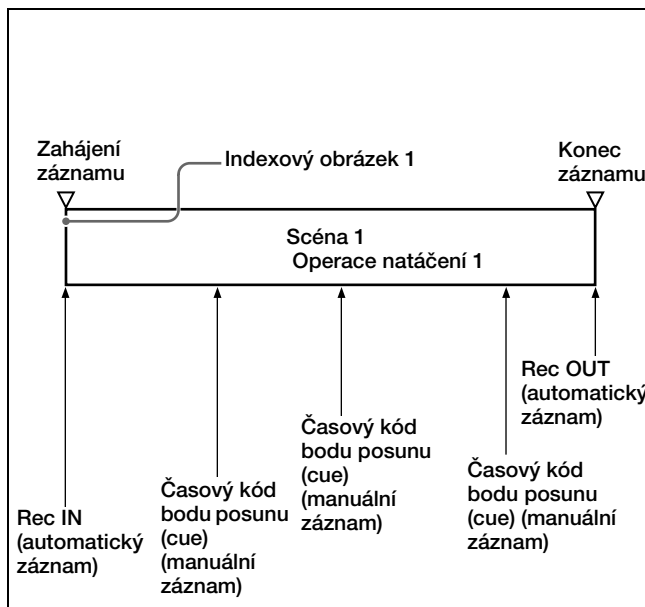 Zahájení
záznamu
Indexový obrázek 1
Konec
záznamu
Scéna 1
Operace natáčení 1
Rec IN
(automatický
záznam)
Časový kód
bodu posunu
(cue)
(manuální
záznam)
Časový kód
bodu posunu
(cue)
(manuální
záznam)
Časový kód
bodu posunu
(cue) (manuální
záznam)
Rec OUT
(automatický
záznam)